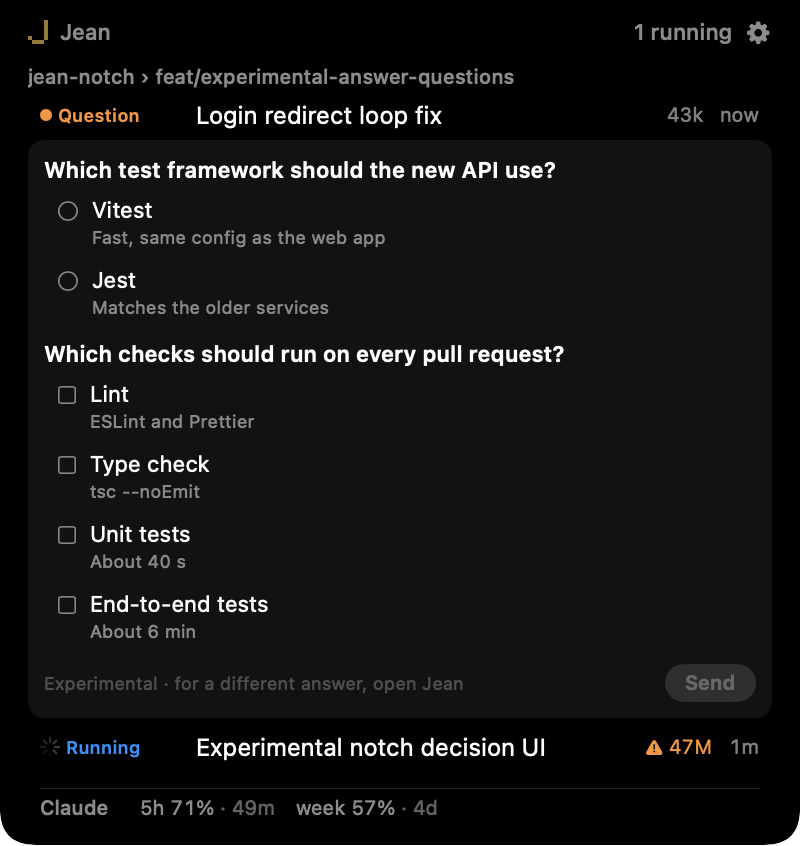 Jean 1 running
jean-notch › feat/experimental-answer-questions
Question Login redirect loop fix 43k now
Which test framework should the new API use?
Vitest
Fast, same config as the web app
Jest
Matches the older services
Which checks should run on every pull request?
Lint
ESLint and Prettier
Type check
tsc --noEmit
Unit tests
About 40 s
End-to-end tests
About 6 min
Experimental · for a different answer, open Jean Send
Running Experimental notch decision UI 47M 1m
Claude 5h 71% · 49m week 57% · 4d